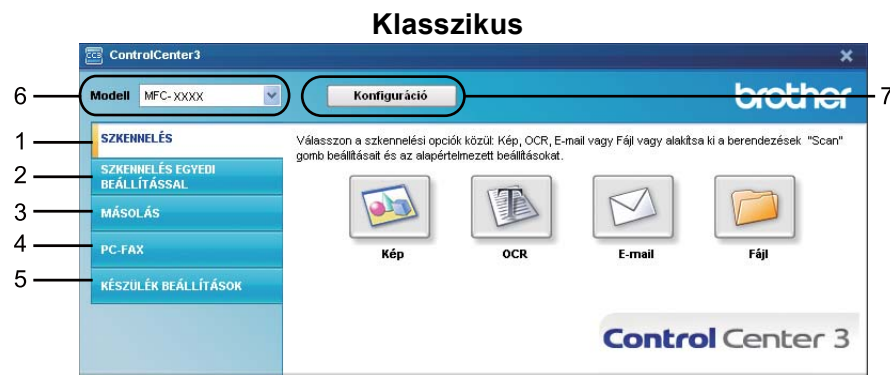 Klasszikus
ControlCenter3
6
Modell MFC-XXXX
Konfiguráció
brother
7
1
SZKENNELÉS
2
SZKENNELÉS EGYEDI
BEÁLLÍTÁSSAL
3
MÁSOLÁS
4
PC-FAX
5
KÉSZÜLÉK BEÁLLÍTÁSOK
Válasszon a szkennelési opciók közül: Kép, OCR, E-mail vagy Fájl vagy alakítsa ki a berendezések "Scan"
gomb beállításait és az alapértelmezett beállításokat.
Kép
OCR
E-mail
Fájl
Control Center 3